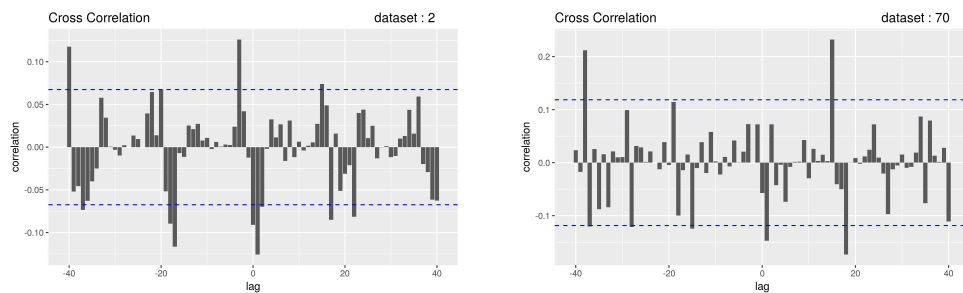 Cross Correlation dataset : 2
0.10
0.05
0.00
-0.05
-0.10
correlation
-40 -20 0 20 40
lag
Cross Correlation dataset : 70
0.2
0.1
0.0
-0.1
correlation
-40 -20 0 20 40
lag